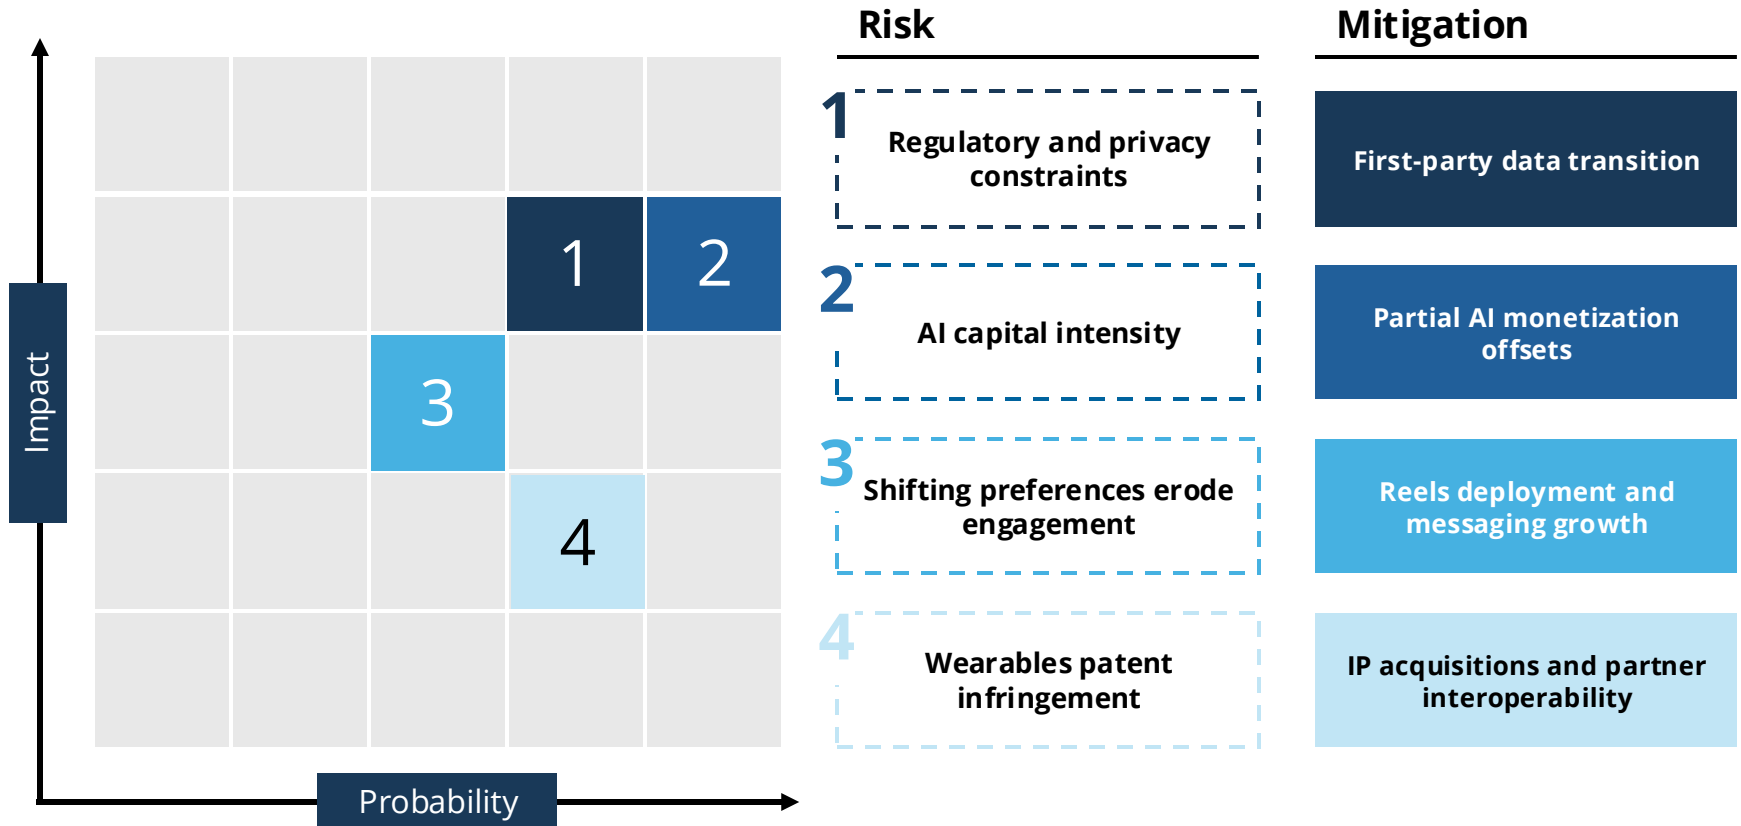 Risk
Mitigation
Impact
1
2
3
4
Probability
1
Regulatory and privacy
constraints
First-party data transition
2
AI capital intensity
Partial AI monetization
offsets
3
Shifting preferences erode
engagement
Reels deployment and
messaging growth
4
Wearables patent
infringement
IP acquisitions and partner
interoperability